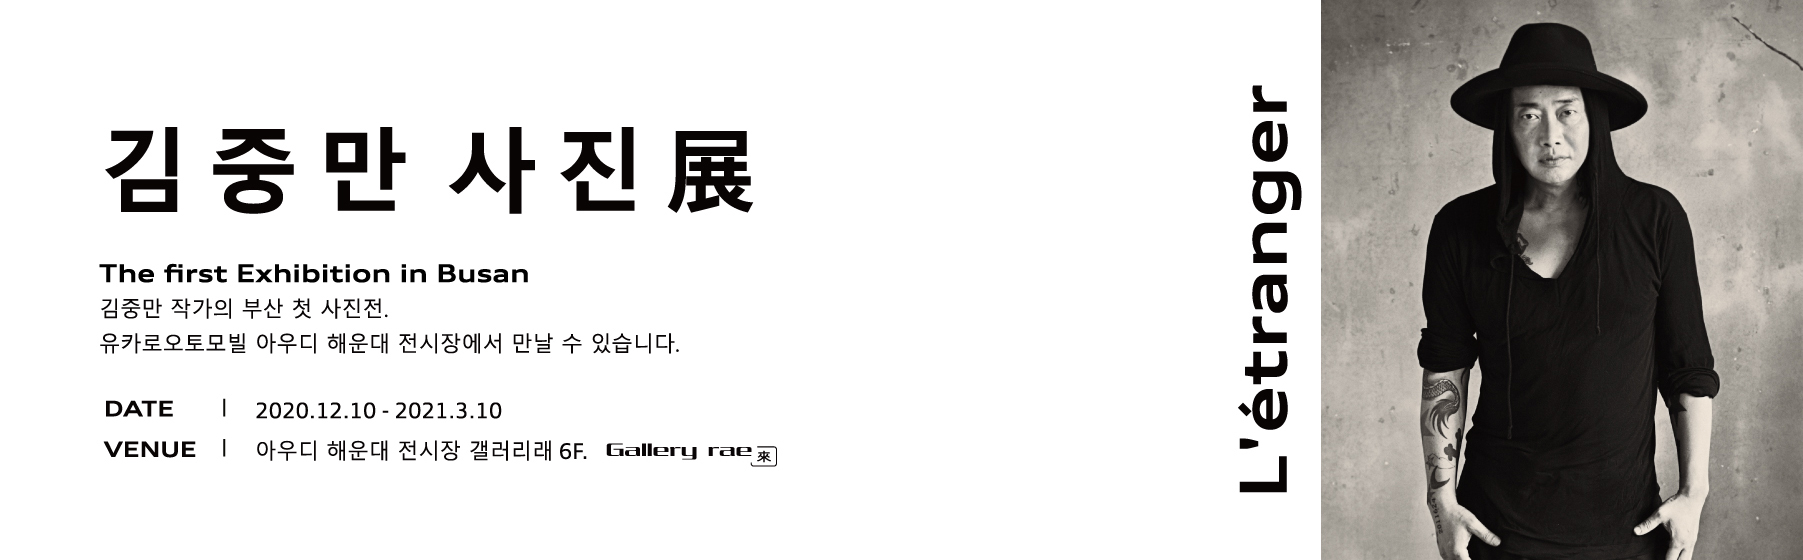 김중만 사진展
The first Exhibition in Busan
김중만 작가의 부산 첫 사진전.
유카로오토모빌 아우디 해운대 전시장에서 만날 수 있습니다.
DATE | 2020.12.10 - 2021.3.10
VENUE | 아우디 해운대 전시장 갤러리래 6F. Gallery rae 來
L'étranger